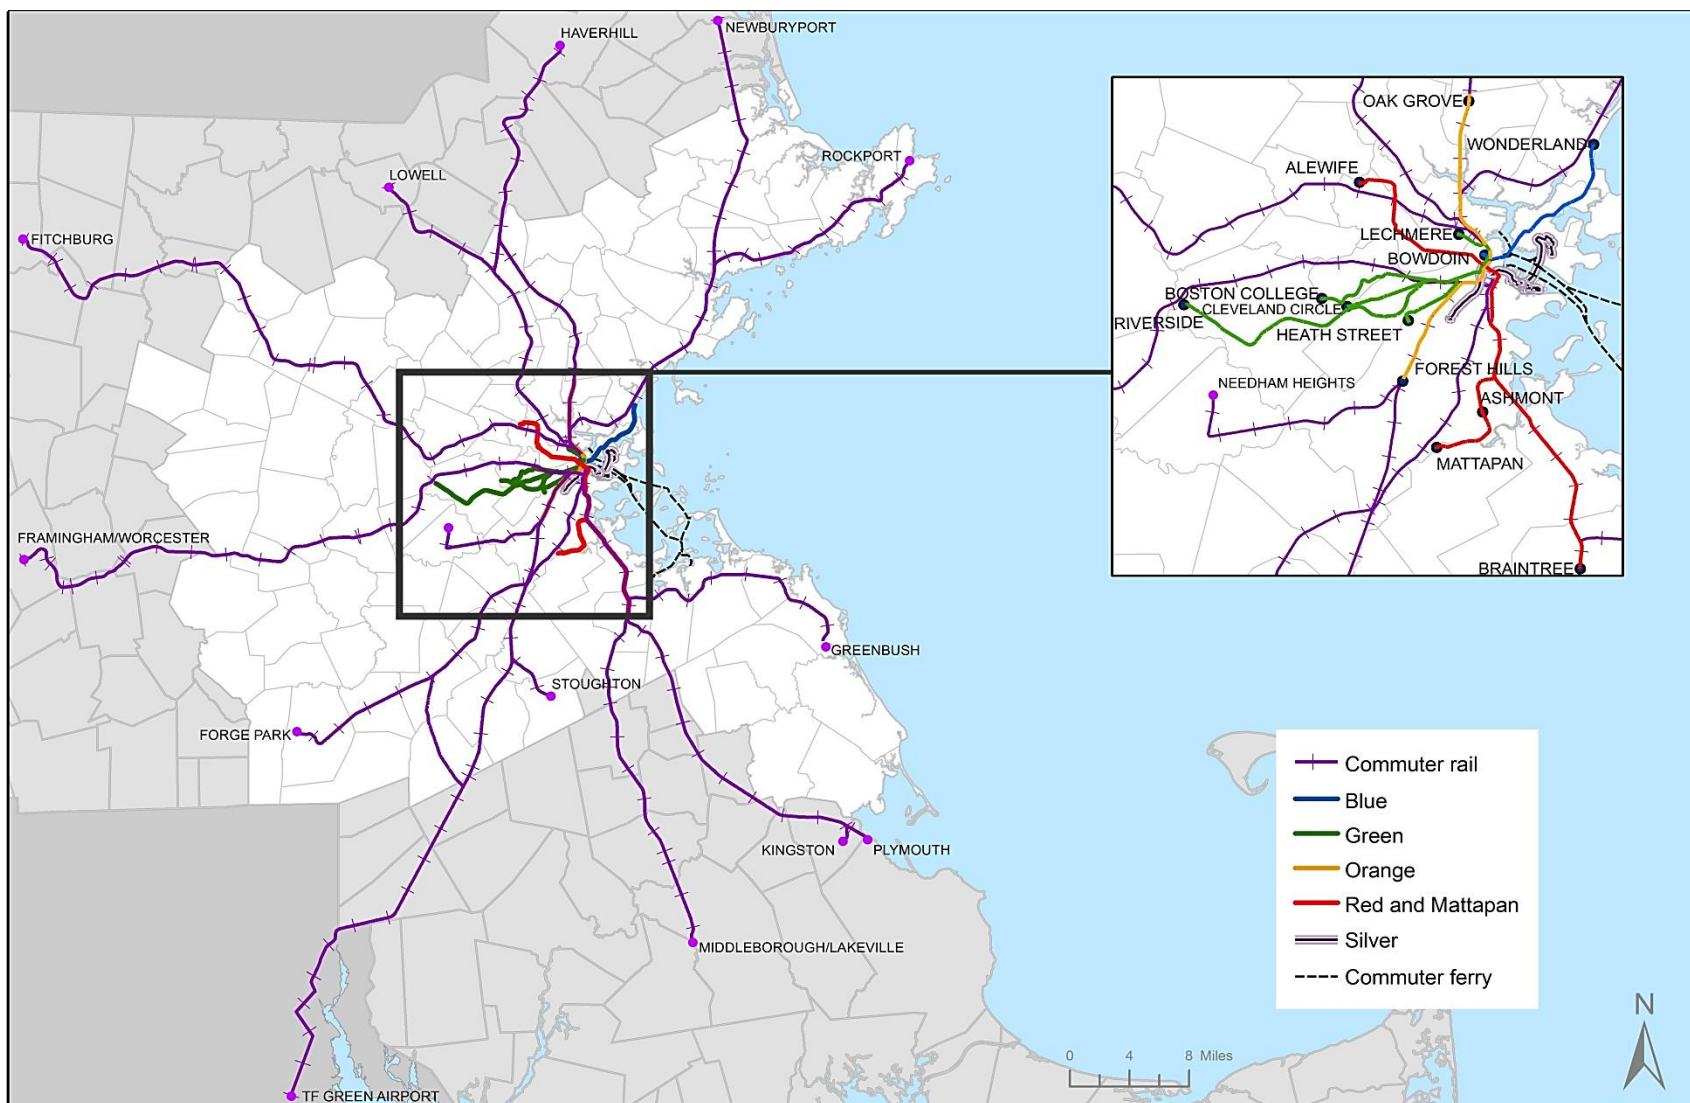 NEWBURYPORT
HAVERHILL
ROCKPORT
LOWELL
FITCHBURG
FRAMINGHAM/WORCESTER
GREENBUSH
STOUGHTON
FORGE PARK
KINGSTON
PLYMOUTH
MIDDLEBOROUGH/LAKEVILLE
TF GREEN AIRPORT
OAK GROVE
WONDERLAND
ALEWIFE
LECHMERE
BOWDOIN
BOSTON COLLEGE
CLEVELAND CIRCLE
RIVERSIDE
HEATH STREET
FOREST HILLS
NEEDHAM HEIGHTS
ASHMONT
MATTAPAN
BRAINTREE
Commuter rail
Blue
Green
Orange
Red and Mattapan
Silver
Commuter ferry
N
0 4 8 Miles